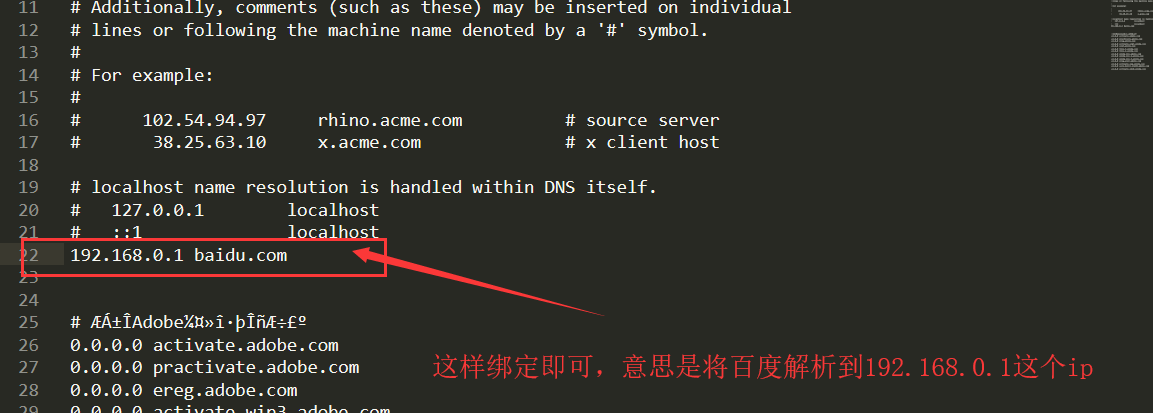 11 # Additionally, comments (such as these) may be inserted on individual
12 # lines or following the machine name denoted by a '#' symbol.
13 #
14 # For example:
15 #
16 # 102.54.94.97 rhino.acme.com # source server
17 # 38.25.63.10 x.acme.com # x client host
18
19 # localhost name resolution is handled within DNS itself.
20 # 127.0.0.1 localhost
21 # ::1 localhost
22 192.168.0.1 baidu.com
23
24
25 # ÆÁ±ÎAdobe¼¤»î·þÎñÆ÷£º
26 0.0.0.0 activate.adobe.com
27 0.0.0.0 practivate.adobe.com
28 0.0.0.0 ereg.adobe.com
29 0.0.0.0 activate.win3.adobe.com
这样绑定即可，意思是将百度解析到192.168.0.1这个ip